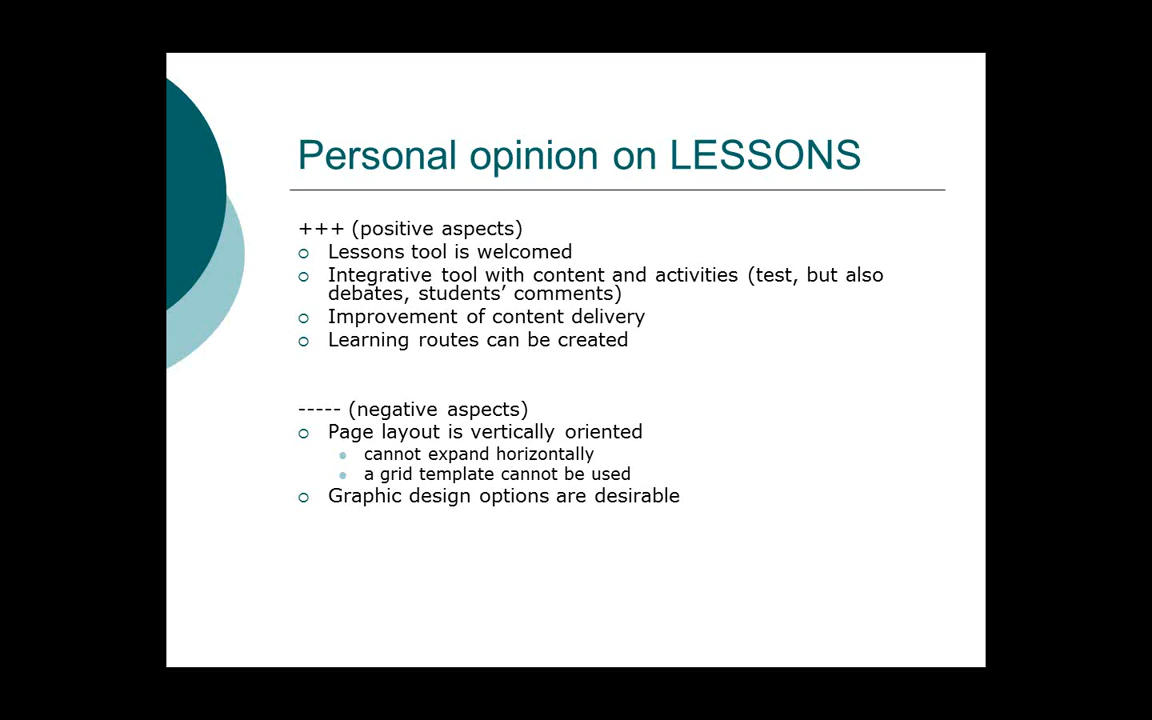 Personal opinion on LESSONS
+++ (positive aspects)
Lessons tool is welcomed
Integrative tool with content and activities (test, but also
debates, students’ comments)
Improvement of content delivery
Learning routes can be created
----- (negative aspects)
Page layout is vertically oriented
cannot expand horizontally
a grid template cannot be used
Graphic design options are desirable